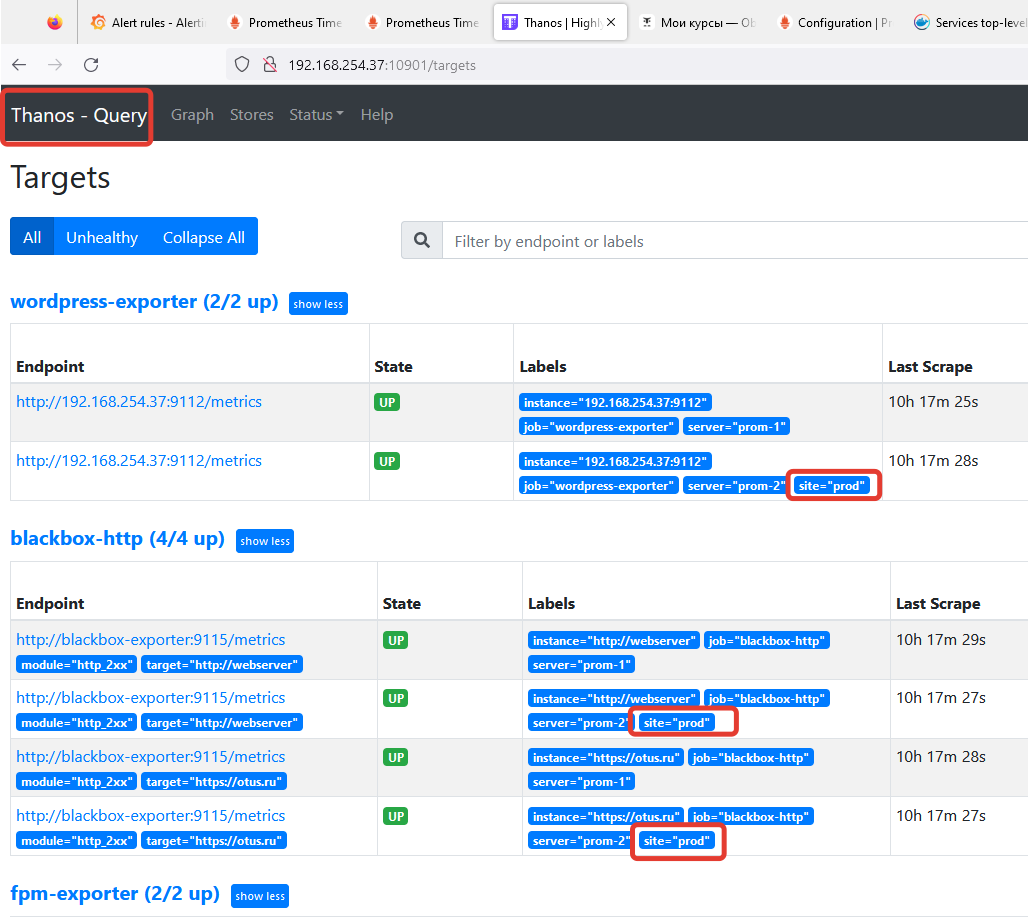 Alert rules - Alerti
Prometheus Time
Prometheus Time
Thanos | Highl
Мои курсы — Об
Configuration | Pr
Services top-level
192.168.254.37:10901/targets
Thanos - Query Graph Stores Status Help
Targets
All Unhealthy Collapse All
Filter by endpoint or labels
wordpress-exporter (2/2 up) show less
Endpoint State Labels Last Scrape
http://192.168.254.37:9112/metrics UP instance="192.168.254.37:9112" 10h 17m 25s
job="wordpress-exporter" server="prom-1"
http://192.168.254.37:9112/metrics UP instance="192.168.254.37:9112" 10h 17m 28s
job="wordpress-exporter" server="prom-2" site="prod"
blackbox-http (4/4 up) show less
Endpoint State Labels Last Scrape
http://blackbox-exporter:9115/metrics UP instance="http://webserver" job="blackbox-http" 10h 17m 29s
module="http_2xx" target="http://webserver" server="prom-1"
http://blackbox-exporter:9115/metrics UP instance="http://webserver" job="blackbox-http" 10h 17m 27s
module="http_2xx" target="http://webserver" server="prom-2" site="prod"
http://blackbox-exporter:9115/metrics UP instance="https://otus.ru" job="blackbox-http" 10h 17m 28s
module="http_2xx" target="https://otus.ru" server="prom-1"
http://blackbox-exporter:9115/metrics UP instance="https://otus.ru" job="blackbox-http" 10h 17m 27s
module="http_2xx" target="https://otus.ru" server="prom-2" site="prod"
fpm-exporter (2/2 up) show less